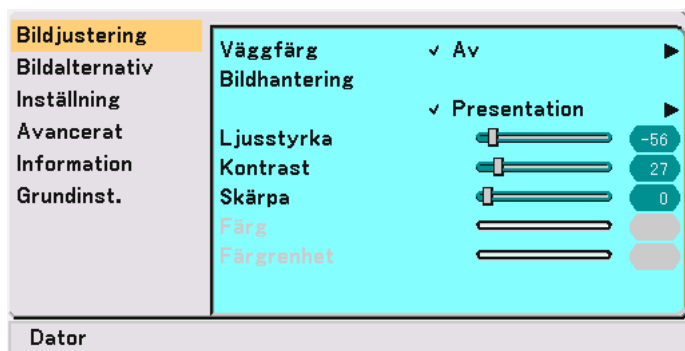 Bildjustering
Bildalternativ
Inställning
Avancerat
Information
Grundinst.
Väggfärg ✓ Av ▶
Bildhantering
✓ Presentation ▶
Ljusstyrka -56
Kontrast 27
Skärpa 0
Färg
Färgrenhet
Dator